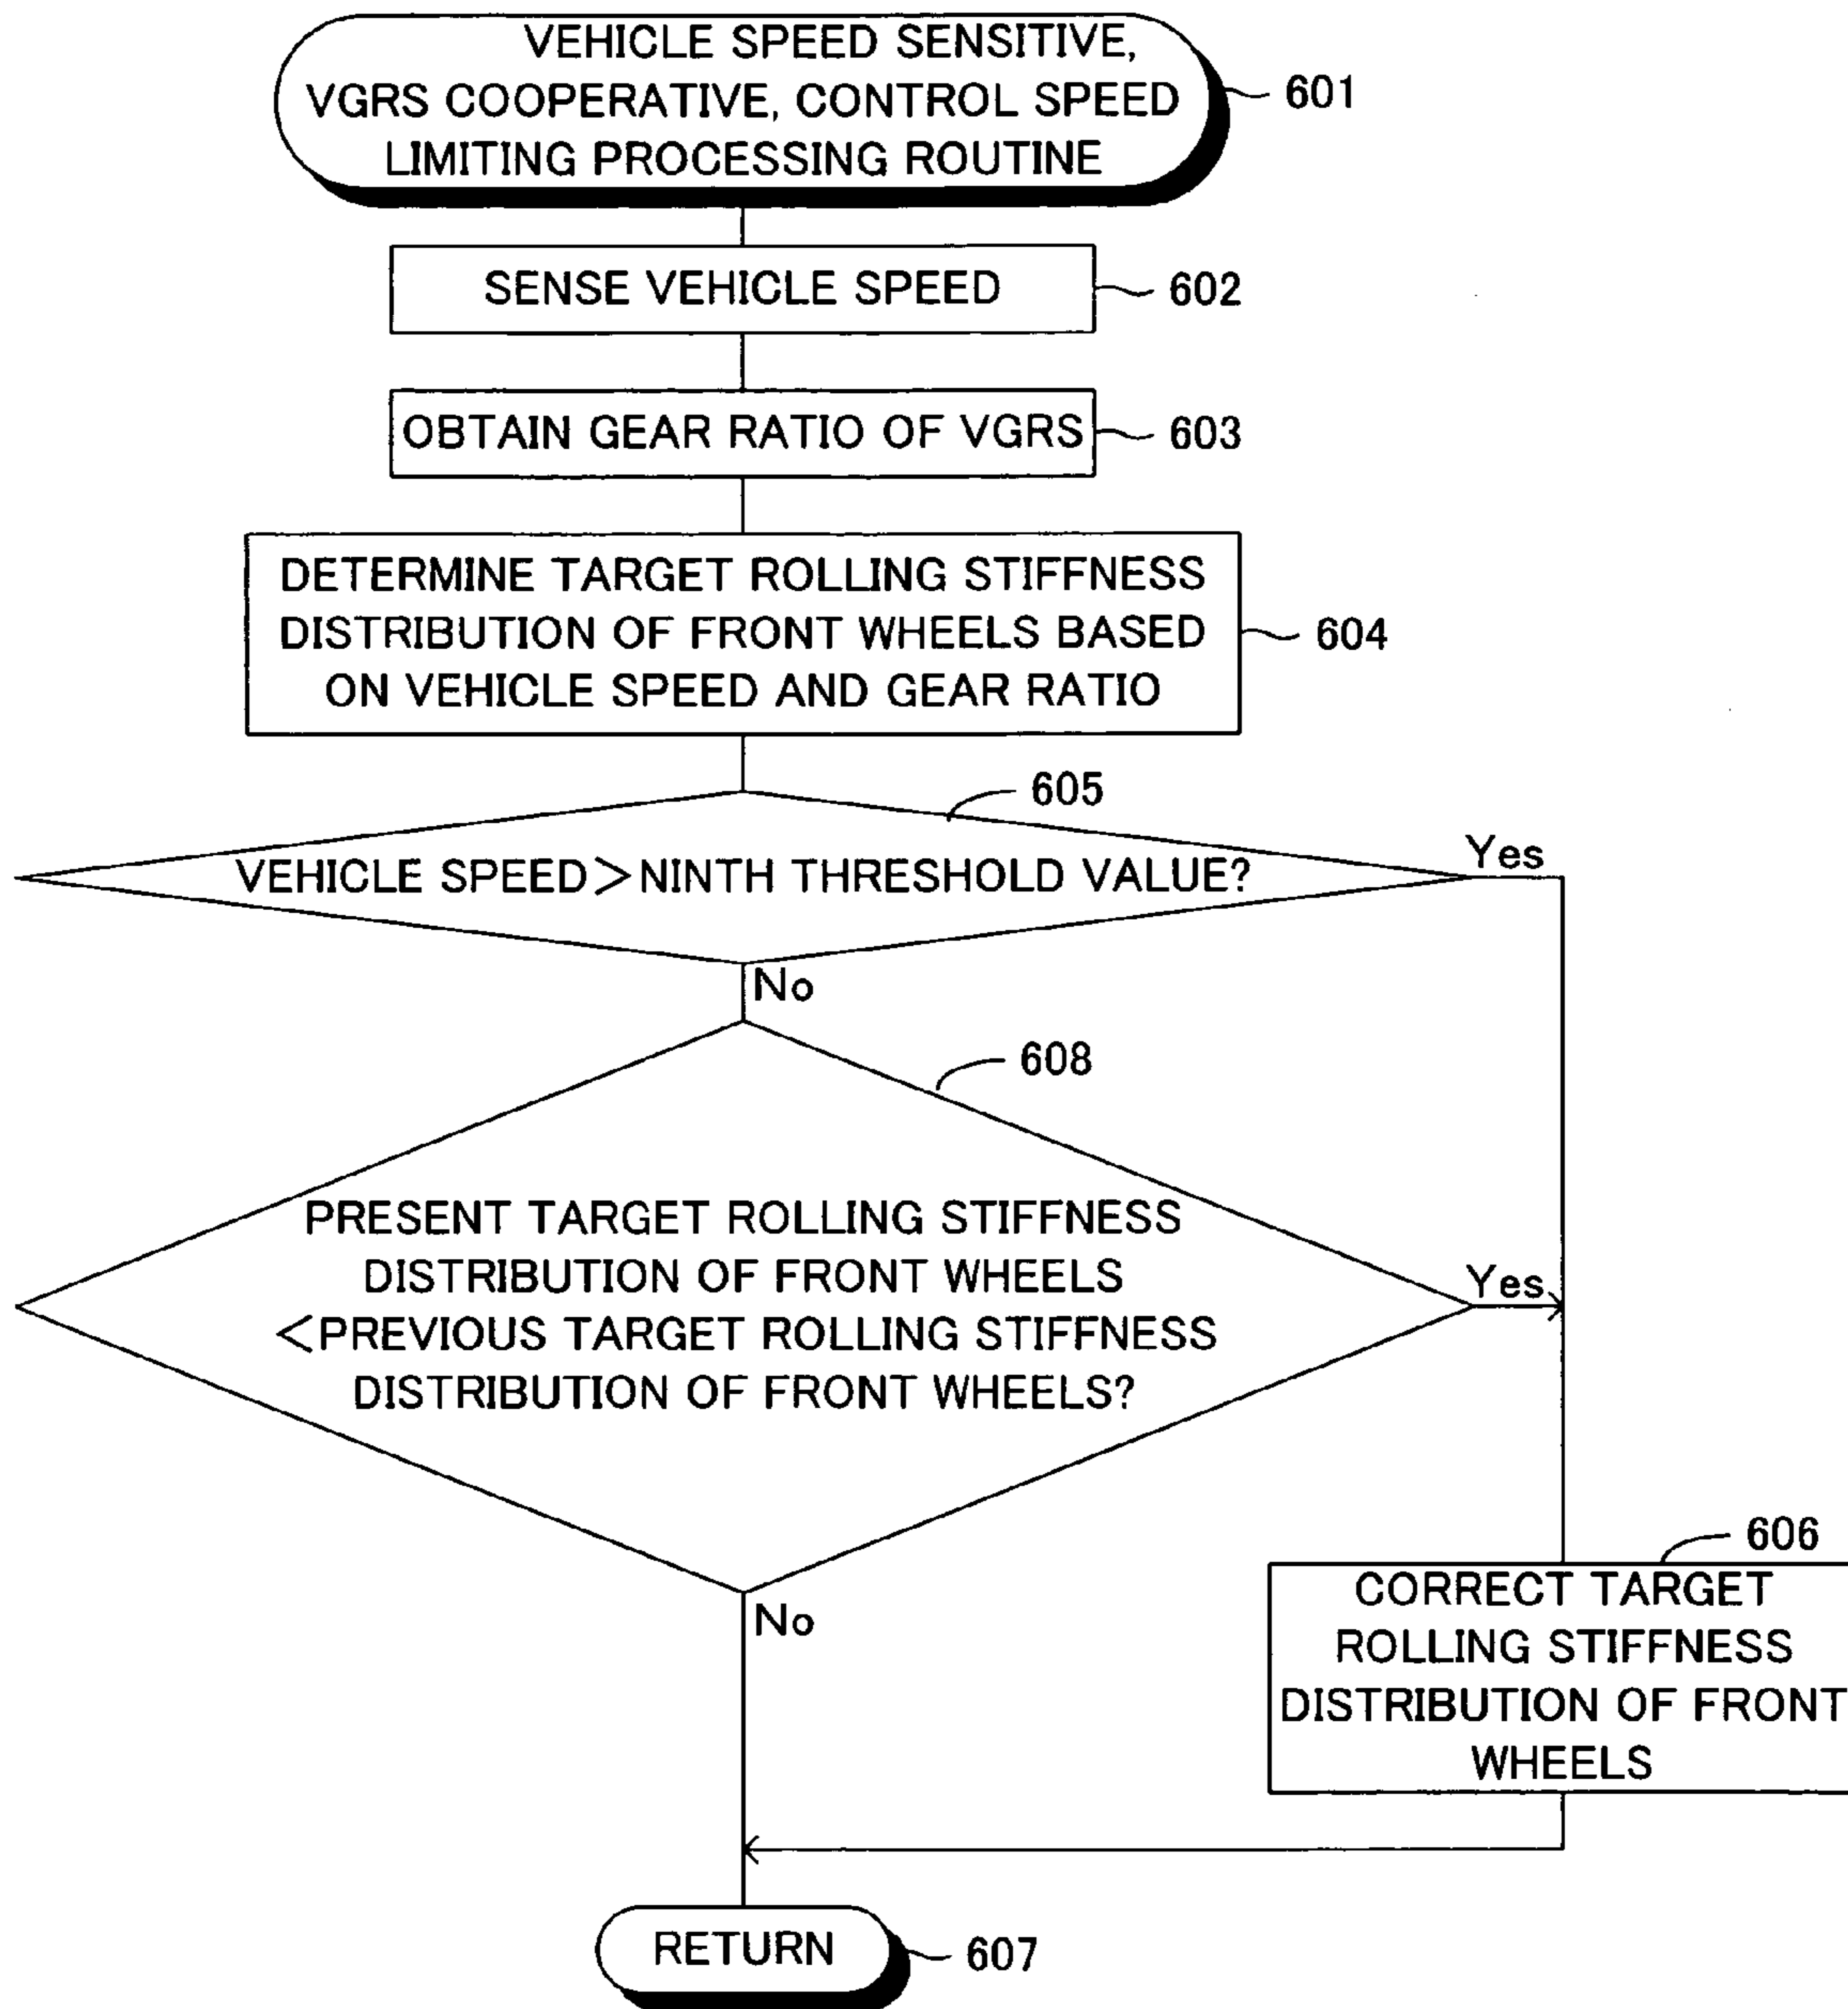 VEHICLE SPEED SENSITIVE,
VGRS COOPERATIVE, CONTROL SPEED
LIMITING PROCESSING ROUTINE
601
SENSE VEHICLE SPEED
602
OBTAIN GEAR RATIO OF VGRS
603
DETERMINE TARGET ROLLING STIFFNESS
DISTRIBUTION OF FRONT WHEELS BASED
ON VEHICLE SPEED AND GEAR RATIO
604
605
VEHICLE SPEED>NINTH THRESHOLD VALUE?
Yes
No
608
PRESENT TARGET ROLLING STIFFNESS
DISTRIBUTION OF FRONT WHEELS
<PREVIOUS TARGET ROLLING STIFFNESS
DISTRIBUTION OF FRONT WHEELS?
Yes
No
606
CORRECT TARGET
ROLLING STIFFNESS
DISTRIBUTION OF FRONT
WHEELS
RETURN
607